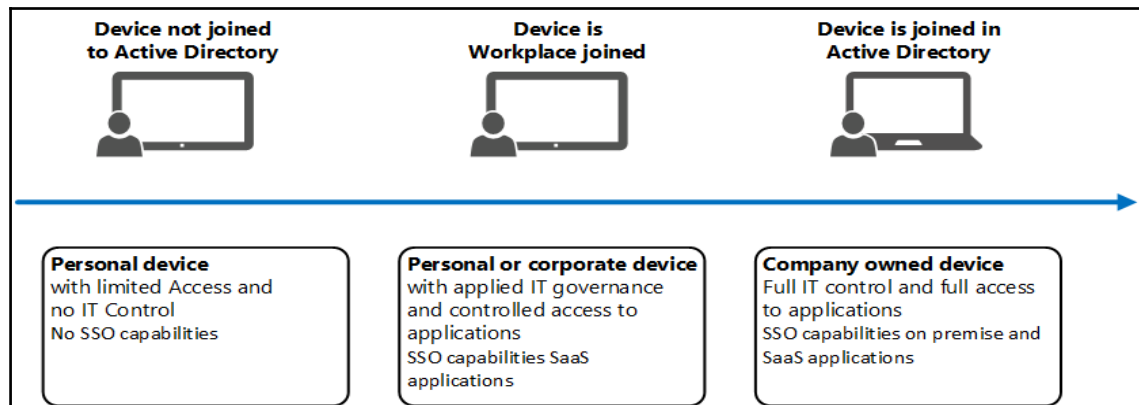 Device not joined
to Active Directory
Device is
Workplace joined
Device is joined in
Active Directory
Personal device
with limited Access and
no IT Control
No SSO capabilities
Personal or corporate device
with applied IT governance
and controlled access to
applications
SSO capabilities SaaS
applications
Company owned device
Full IT control and full access
to applications
SSO capabilities on premise and
SaaS applications